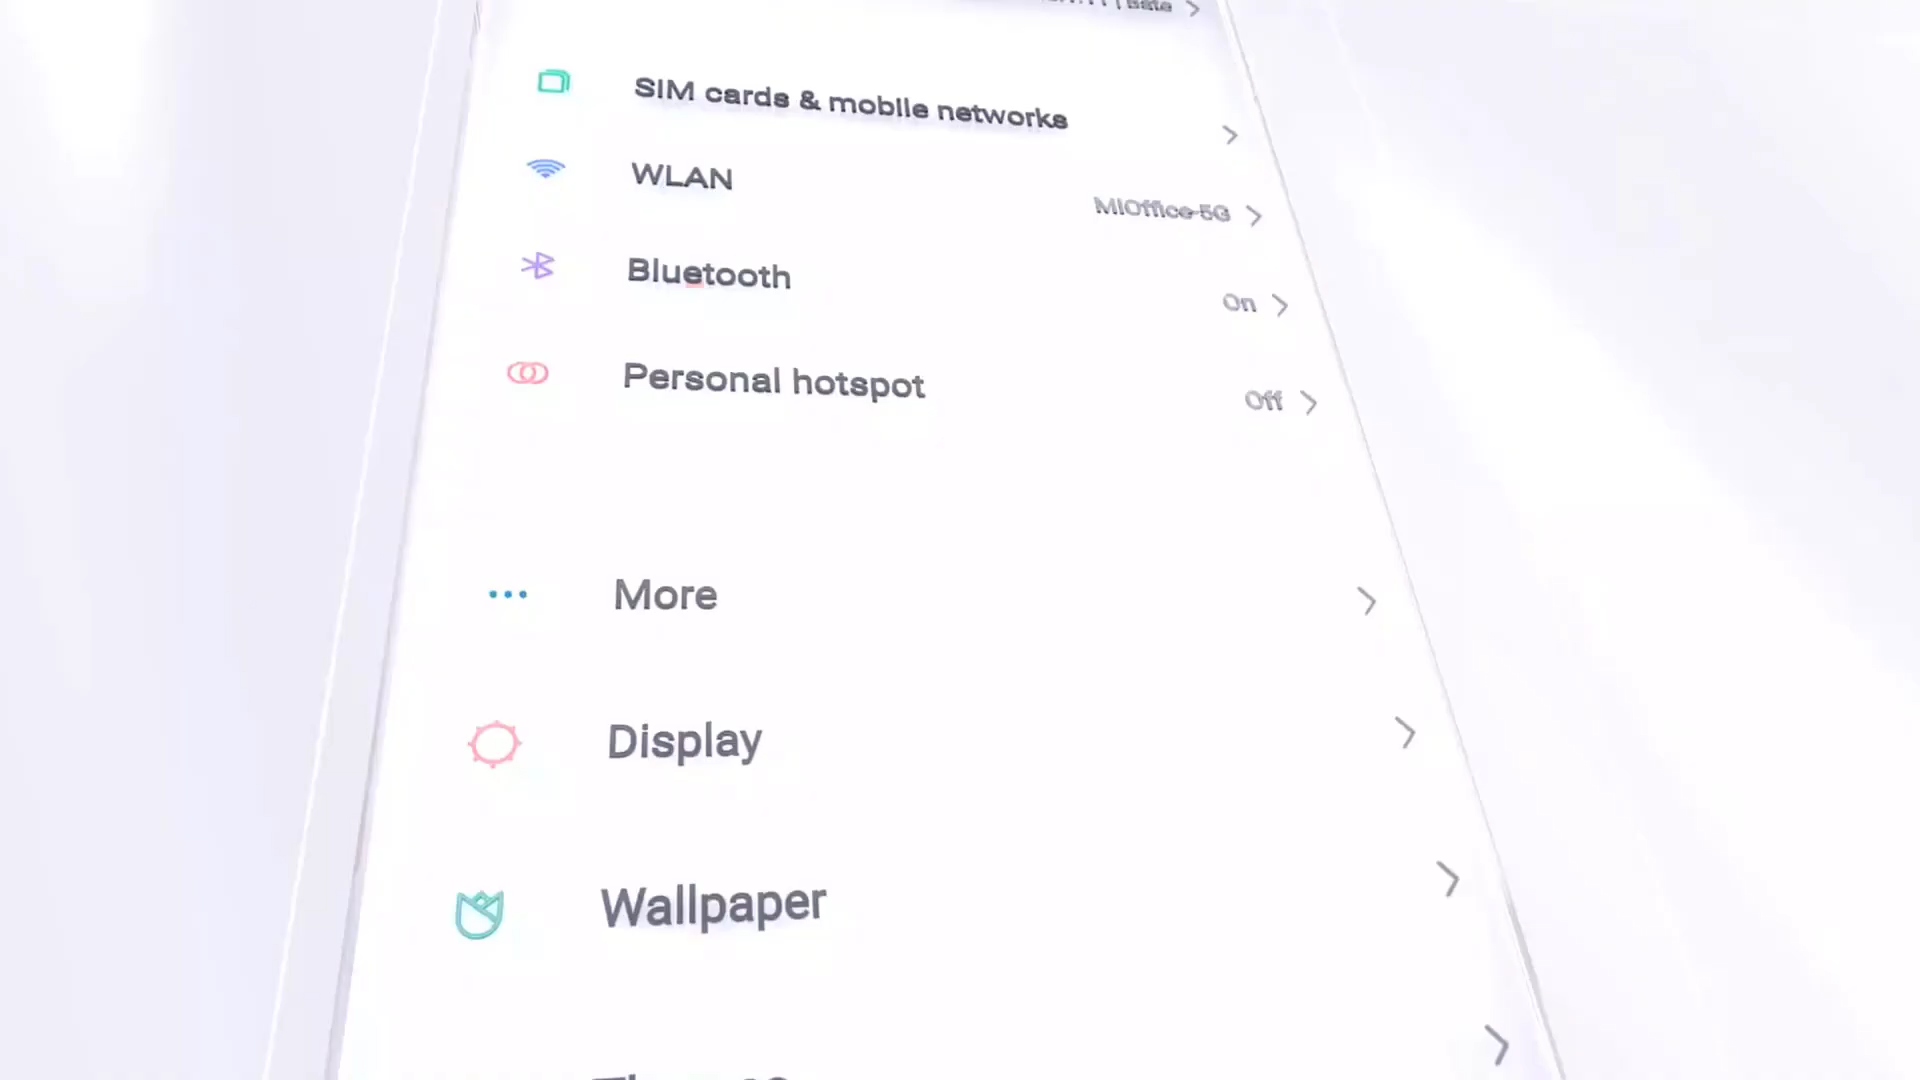 SIM cards & mobile networks
WLAN
MIOffice-5G
Bluetooth
On
Personal hotspot
Off
More
Display
Wallpaper